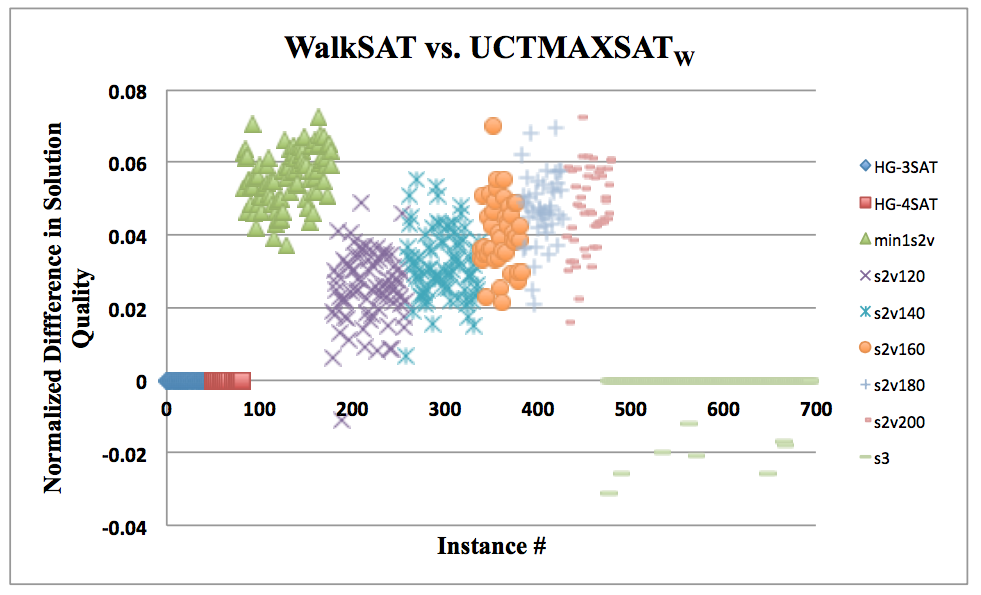 WalkSAT vs. UCTMAXSATW
Normalized Diffference in Solution
Quality
0.08
0.06
0.04
0.02
0
-0.02
-0.04
0 100 200 300 400 500 600 700
Instance #
HG-3SAT
HG-4SAT
min1s2v
s2v120
s2v140
s2v160
s2v180
s2v200
s3